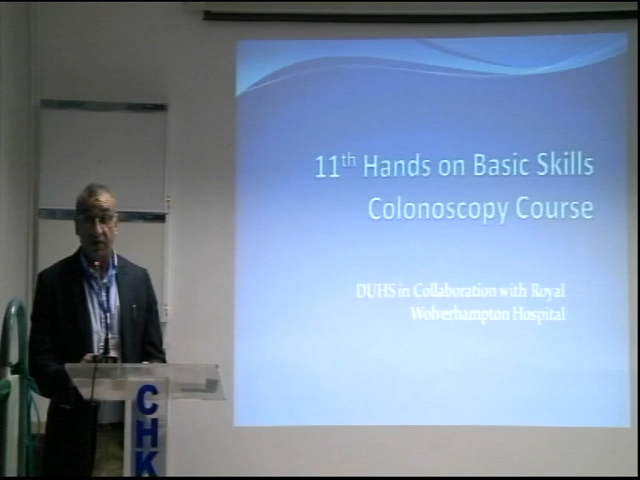 11th Hands on Basic Skills
Colonoscopy Course
DUHS in Collaboration with Royal
Wolverhampton Hospital
CHK